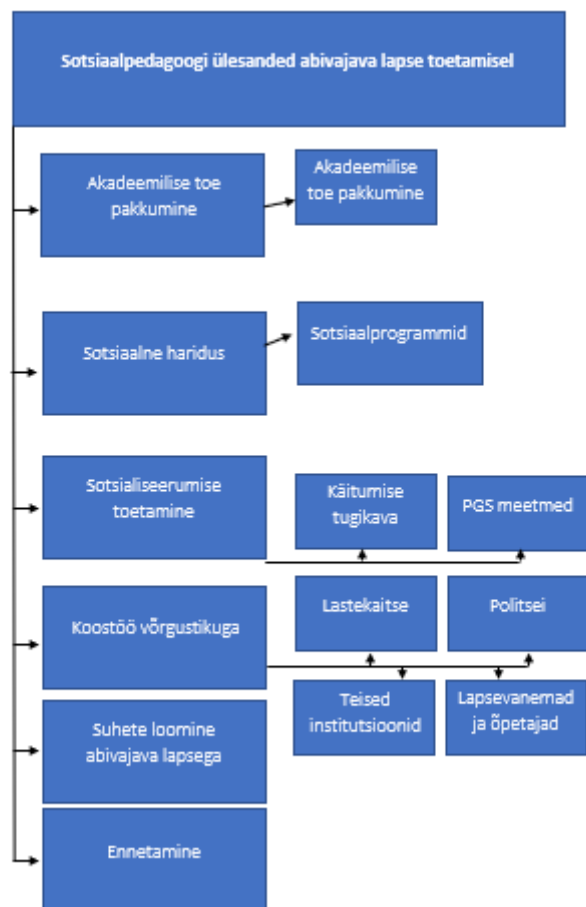 Sotsiaalpedagoogi ülesanded abivajava lapse toetamisel
Akadeemilise toe
pakkumine
Akadeemilise
toe pakkumine
Sotsiaalne haridus
Sotsiaalprogrammid
Sotsialiseerumise
toetamine
Käitumise
tugikava
PGS meetmed
Koostöö võrgustikuga
Lastekaitse
Politsei
Teised
institutsioonid
Lapsevanemad
ja õpetajad
Suhete loomine
abivajava lapsega
Ennetamine